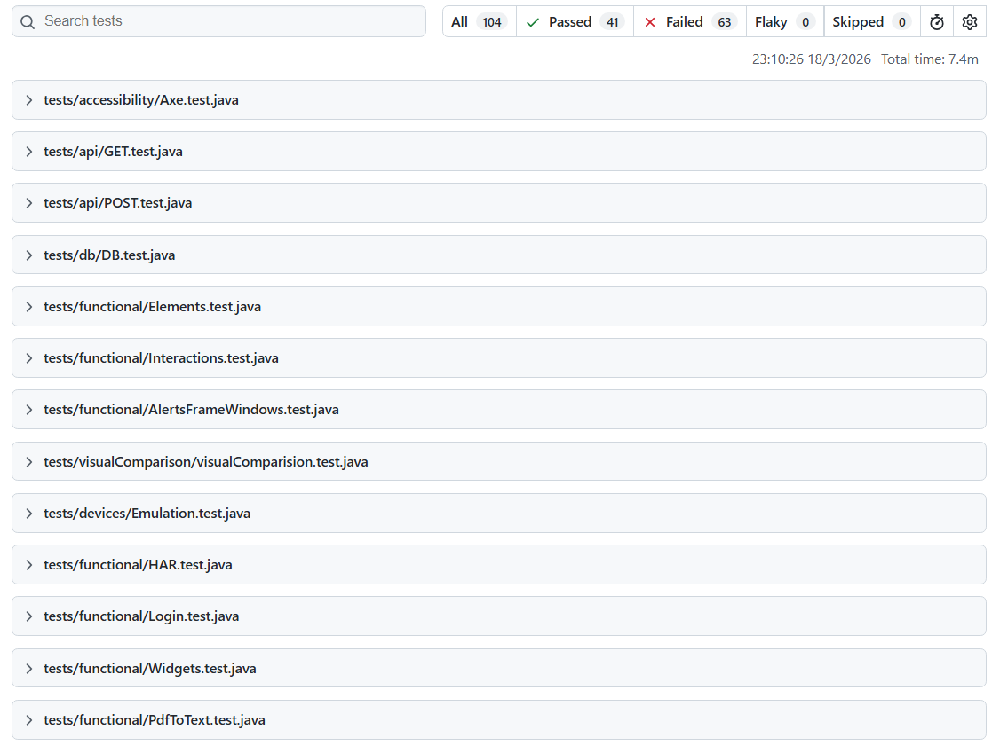 Search tests All 104 Passed 41 Failed 63 Flaky 0 Skipped 0
23:10:26 18/3/2026 Total time: 7.4m
tests/accessibility/Axe.test.java
tests/api/GET.test.java
tests/api/POST.test.java
tests/db/DB.test.java
tests/functional/Elements.test.java
tests/functional/Interactions.test.java
tests/functional/AlertsFrameWindows.test.java
tests/visualComparison/visualComparision.test.java
tests/devices/Emulation.test.java
tests/functional/HAR.test.java
tests/functional/Login.test.java
tests/functional/Widgets.test.java
tests/functional/PdfToText.test.java